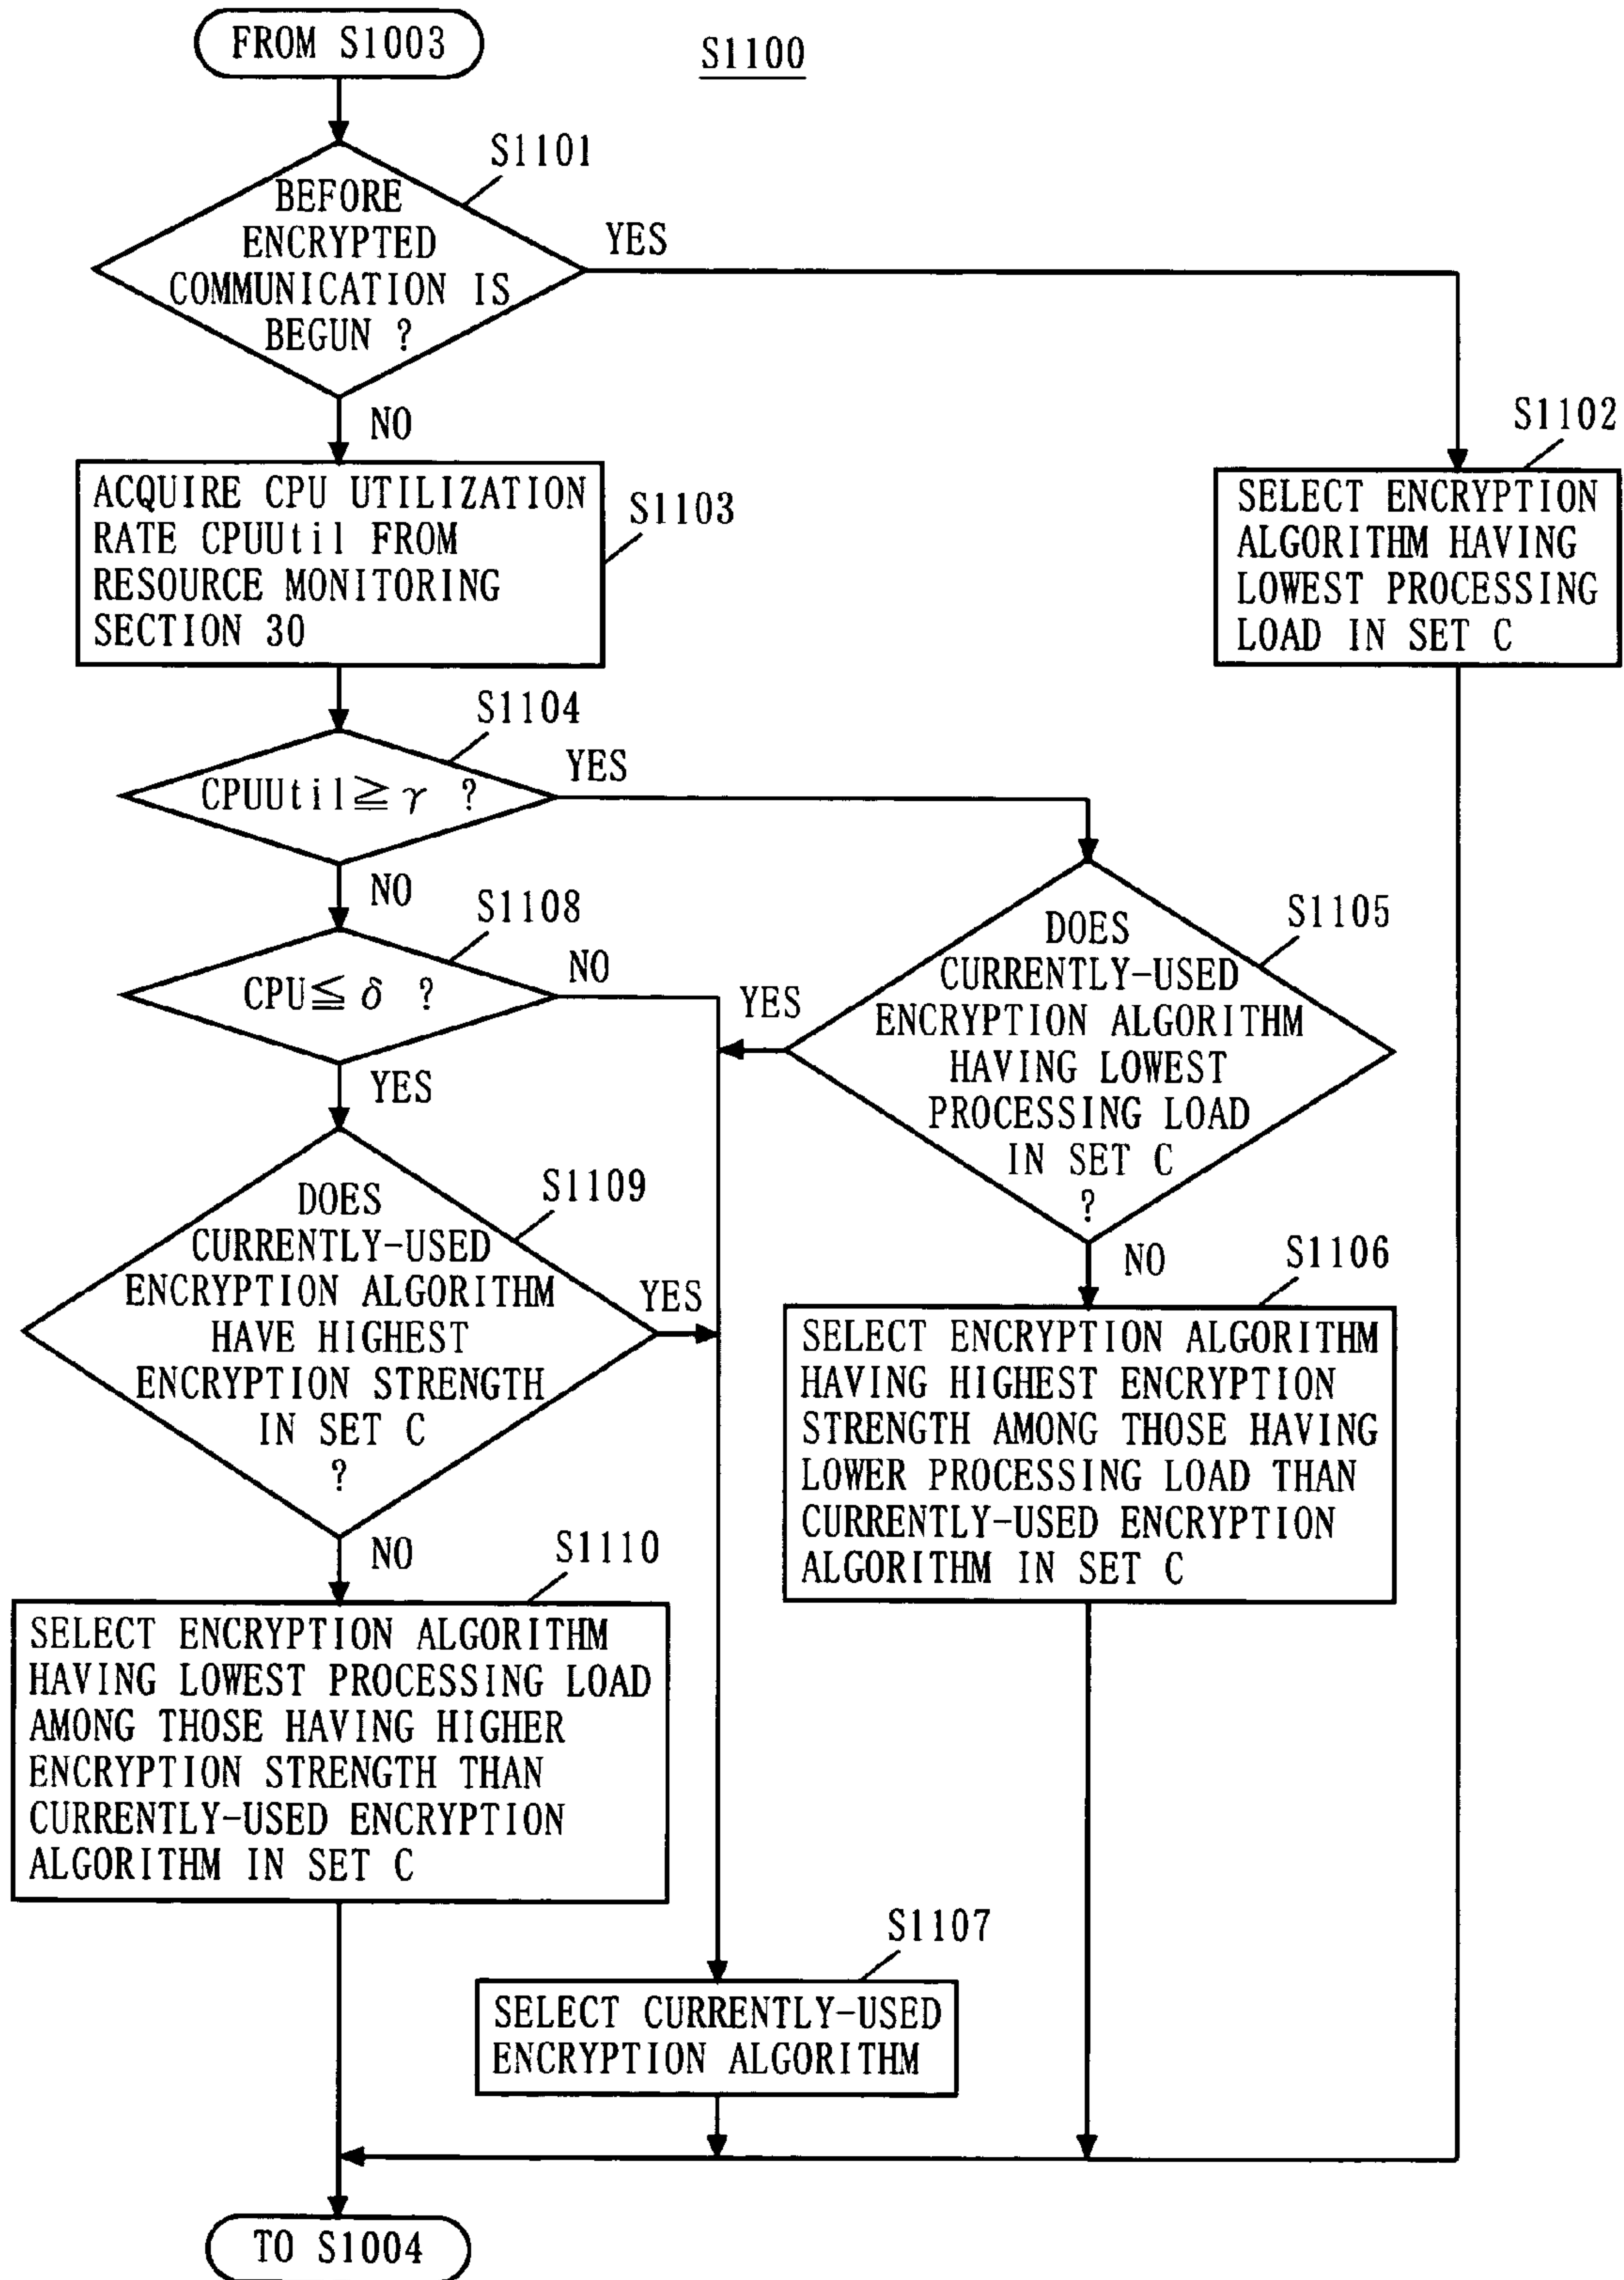 FROM S1003
S1100
S1101
BEFORE
ENCRYPTED
COMMUNICATION IS
BEGUN ?
YES
NO
S1102
SELECT ENCRYPTION
ALGORITHM HAVING
LOWEST PROCESSING
LOAD IN SET C
S1103
ACQUIRE CPU UTILIZATION
RATE CPUUtil FROM
RESOURCE MONITORING
SECTION 30
S1104
CPUUtil≧γ ?
YES
NO
S1105
DOES
CURRENTLY-USED
ENCRYPTION ALGORITHM
HAVING LOWEST
PROCESSING LOAD
IN SET C
?
YES
NO
S1108
CPU≦δ ?
NO
YES
S1109
DOES
CURRENTLY-USED
ENCRYPTION ALGORITHM
HAVE HIGHEST
ENCRYPTION STRENGTH
IN SET C
?
YES
NO
S1106
SELECT ENCRYPTION ALGORITHM
HAVING HIGHEST ENCRYPTION
STRENGTH AMONG THOSE HAVING
LOWER PROCESSING LOAD THAN
CURRENTLY-USED ENCRYPTION
ALGORITHM IN SET C
S1110
SELECT ENCRYPTION ALGORITHM
HAVING LOWEST PROCESSING LOAD
AMONG THOSE HAVING HIGHER
ENCRYPTION STRENGTH THAN
CURRENTLY-USED ENCRYPTION
ALGORITHM IN SET C
S1107
SELECT CURRENTLY-USED
ENCRYPTION ALGORITHM
TO S1004